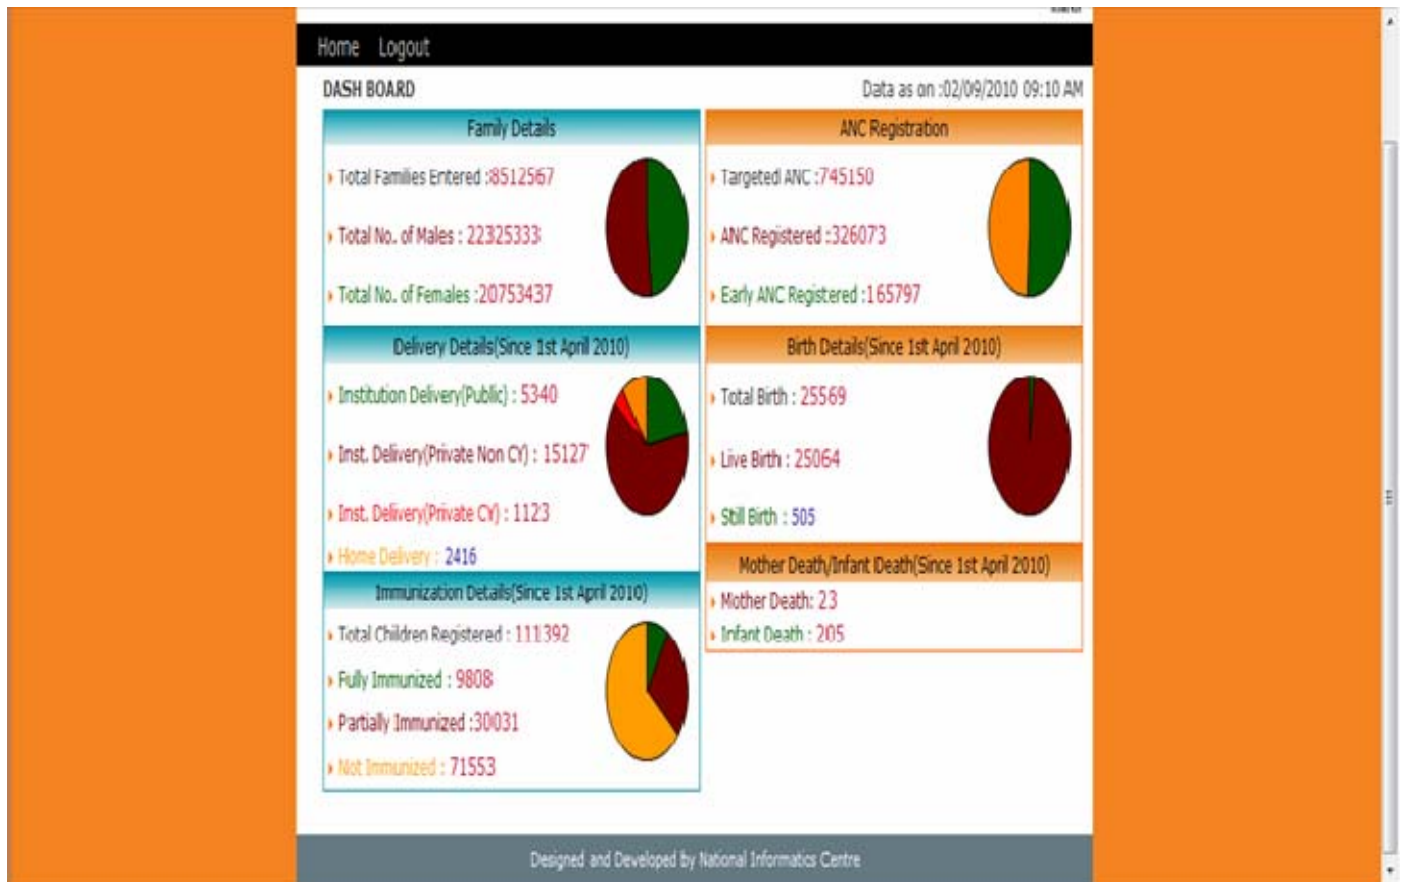 Home Logout
DASH BOARD
Data as on :02/09/2010 09:10 AM
Family Details
Total Families Entered :8512567
Total No. of Males : 22325333
Total No. of Females :20753437
ANC Registration
Targeted ANC :745150
ANC Registered :326073
Early ANC Registered :165797
Delivery Details(Since 1st April 2010)
Institution Delivery(Public) : 5340
Inst. Delivery(Private Non CY) : 15127
Inst. Delivery(Private CY) : 1123
Home Delivery : 2416
Birth Details(Since 1st April 2010)
Total Birth : 25569
Live Birth : 25064
Still Birth : 505
Mother Death/Infant Death(Since 1st April 2010)
Mother Death: 23
Infant Death : 205
Immunization Details(Since 1st April 2010)
Total Children Registered : 111392
Fully Immunized : 9808
Partially Immunized :30031
Not Immunized : 71553
Designed and Developed by National Informatics Centre